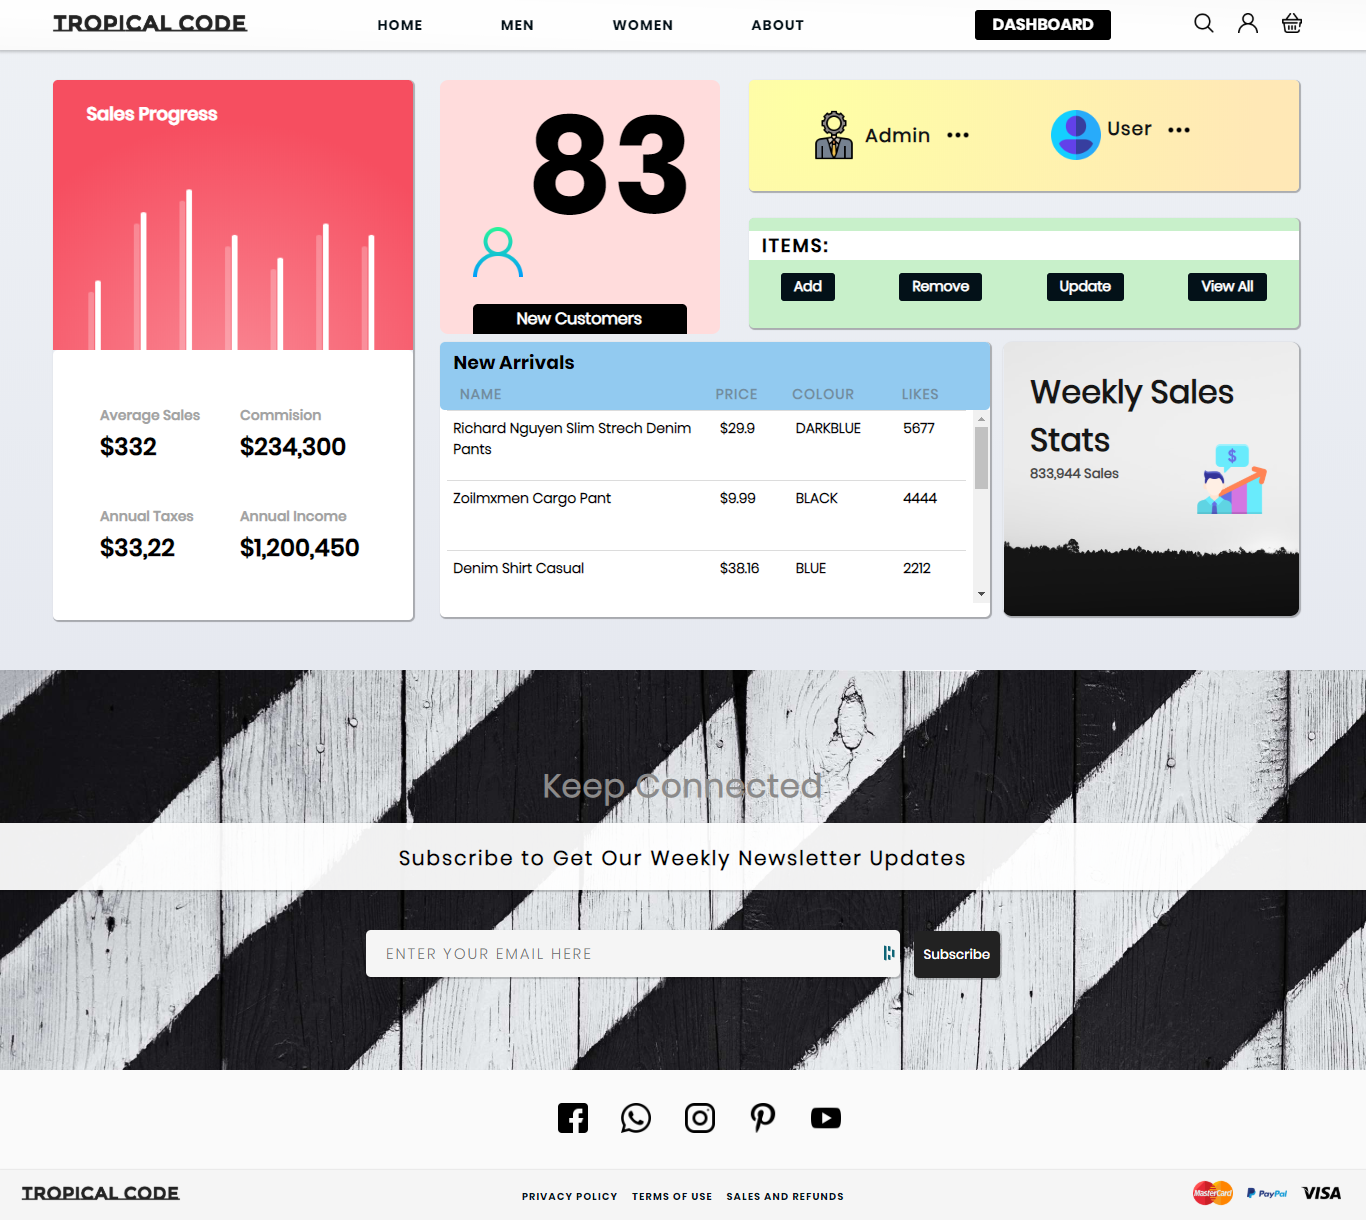 TROPICAL CODE
HOME
MEN
WOMEN
ABOUT
DASHBOARD
Sales Progress
Average Sales
Commision
$332
$234,300
Annual Taxes
Annual Income
$33,22
$1,200,450
83
New Customers
Admin
User
ITEMS:
Add
Remove
Update
View All
New Arrivals
NAME PRICE COLOUR LIKES
Richard Nguyen Slim Strech Denim $29.9 DARKBLUE 5677
Pants
Zoilmxmen Cargo Pant $9.99 BLACK 4444
Denim Shirt Casual $38.16 BLUE 2212
Weekly Sales
Stats
833,944 Sales
$
Keep Connected
Subscribe to Get Our Weekly Newsletter Updates
ENTER YOUR EMAIL HERE
Subscribe
TROPICAL CODE
PRIVACY POLICY
TERMS OF USE
SALES AND REFUNDS
MasterCard
PayPal
VISA